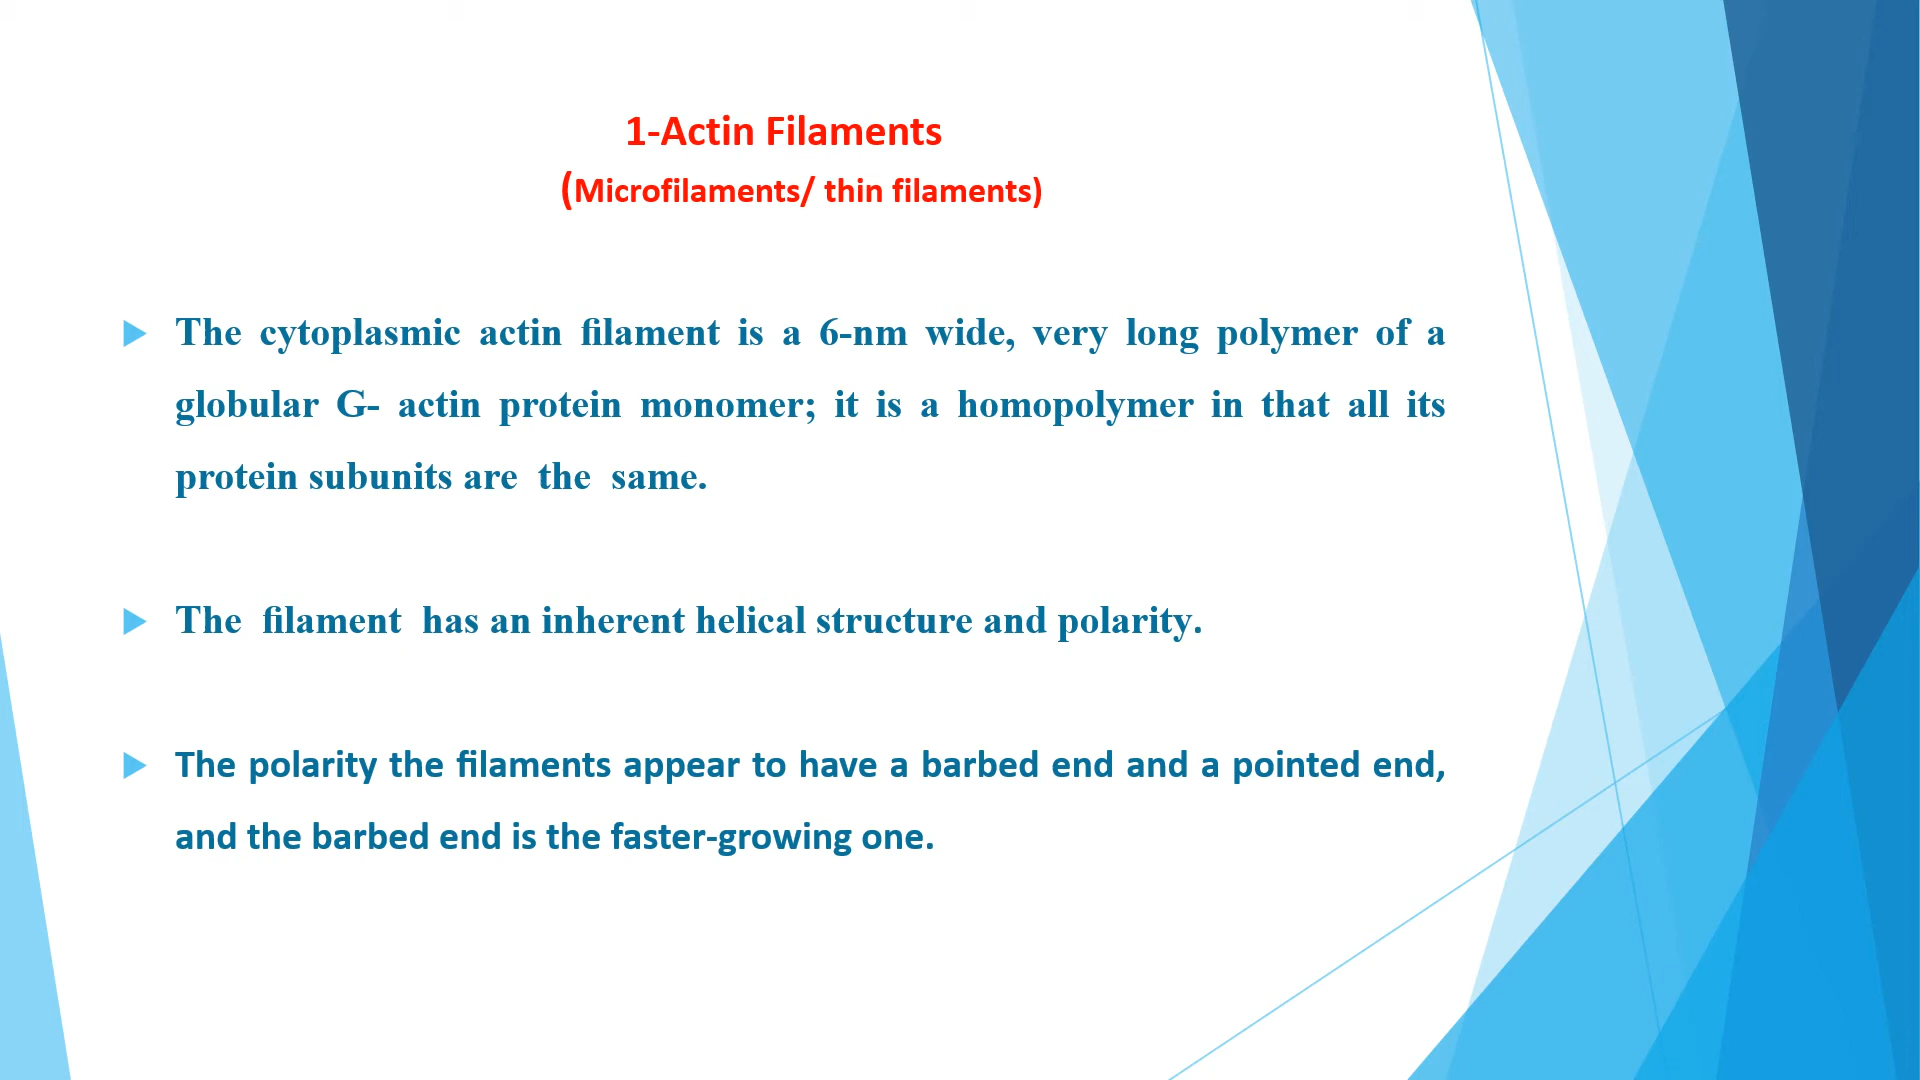 1-Actin Filaments
(Microfilaments/ thin filaments)
The cytoplasmic actin filament is a 6-nm wide, very long polymer of a
globular G- actin protein monomer; it is a homopolymer in that all its
protein subunits are the same.
The filament has an inherent helical structure and polarity.
The polarity the filaments appear to have a barbed end and a pointed end,
and the barbed end is the faster-growing one.